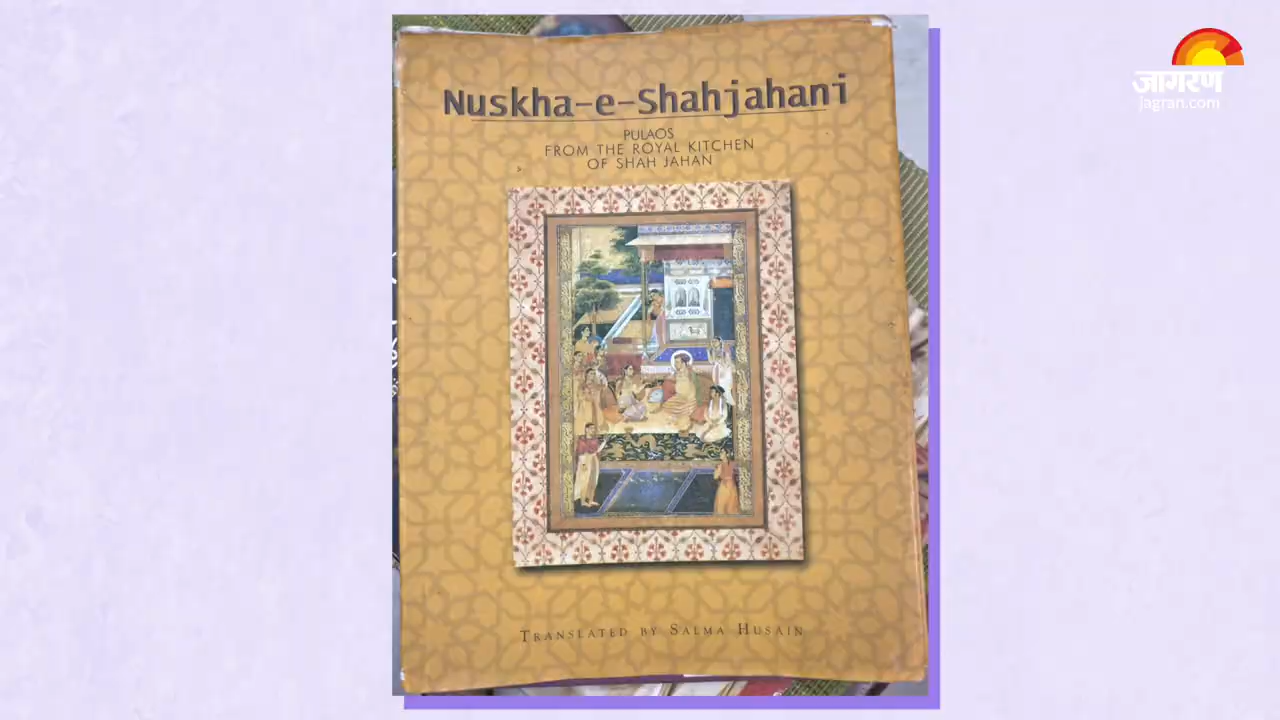 Nuskha-e-Shahjahani
PULAOS
FROM THE ROYAL KITCHEN
OF SHAH JAHAN
TRANSLATED BY SALMA HUSAIN
जागरण
jagran.com